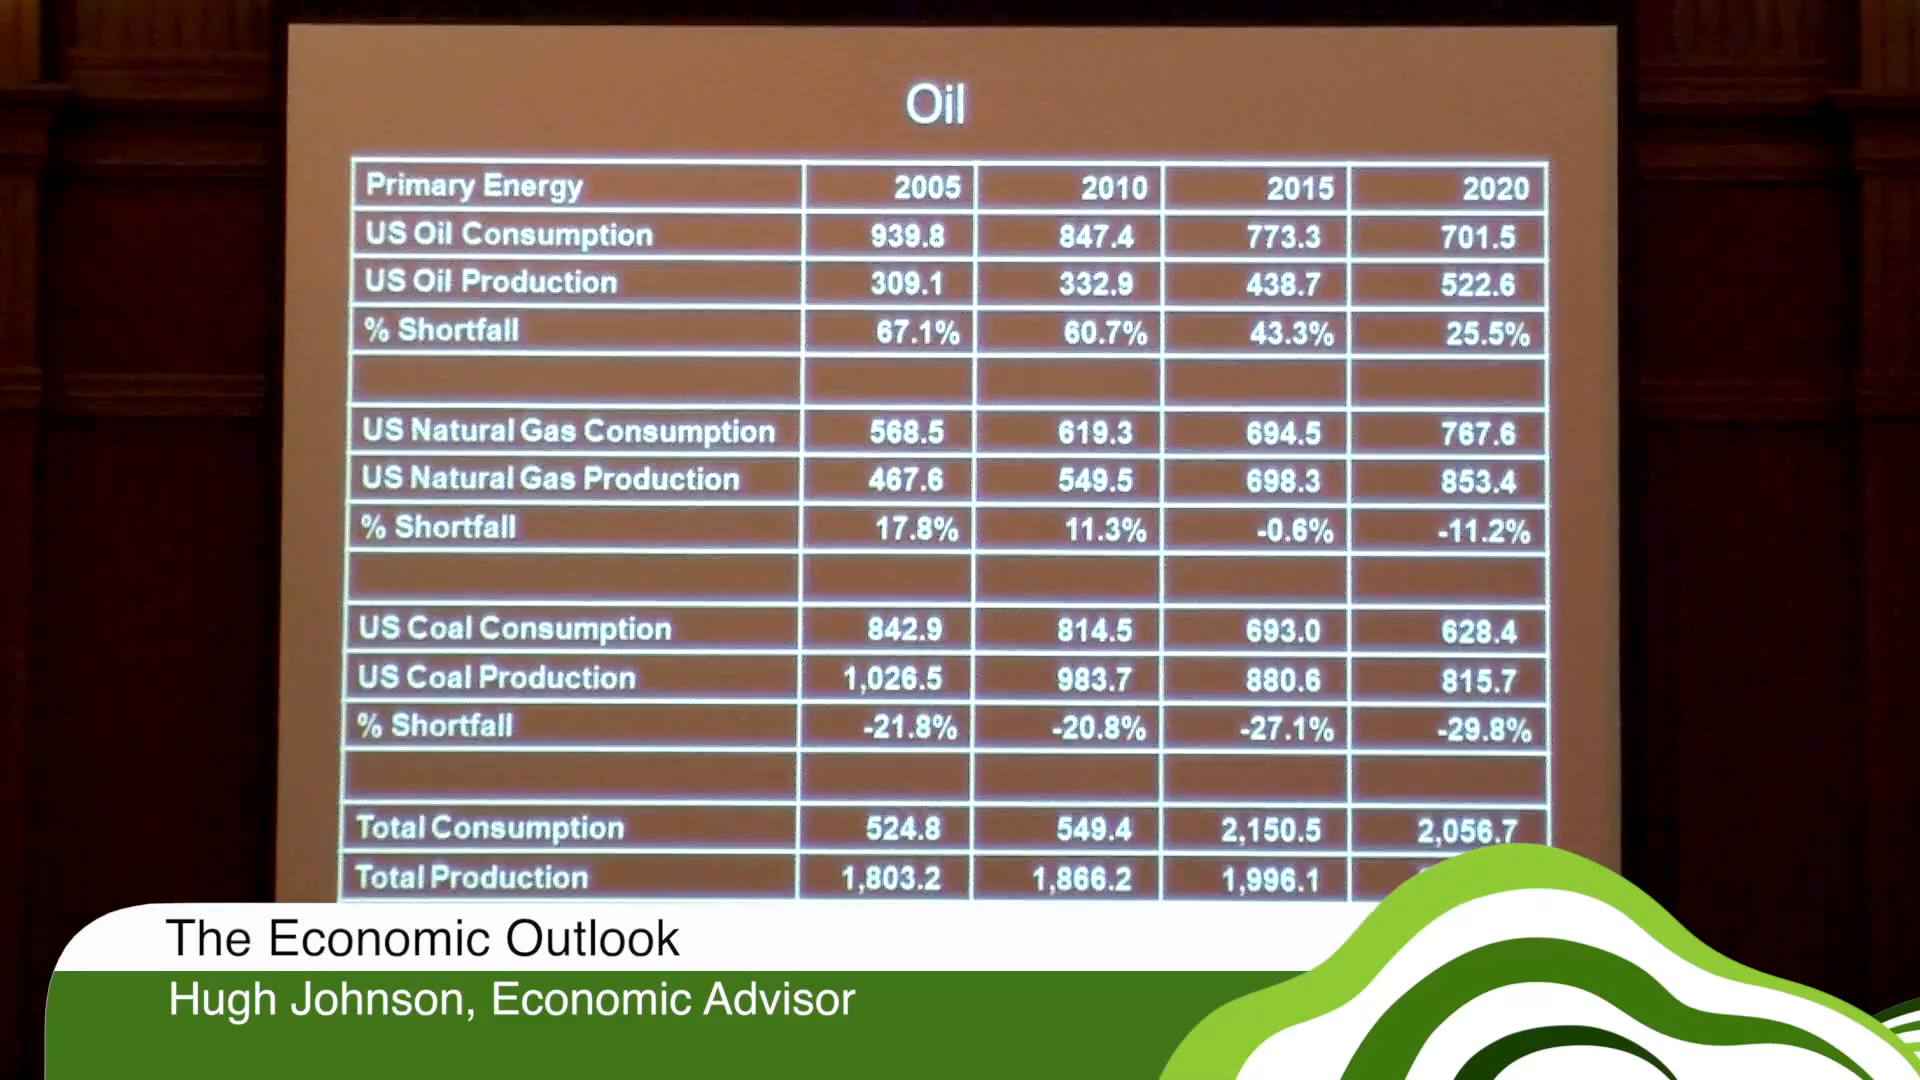 Oil
Primary Energy 2005 2010 2015 2020
US Oil Consumption 939.8 847.4 773.3 701.5
US Oil Production 309.1 332.9 438.7 522.6
% Shortfall 67.1% 60.7% 43.3% 25.5%
US Natural Gas Consumption 568.5 619.3 694.5 767.6
US Natural Gas Production 467.6 549.5 698.3 853.4
% Shortfall 17.8% 11.3% -0.6% -11.2%
US Coal Consumption 842.9 814.5 693.0 628.4
US Coal Production 1,026.5 983.7 880.6 815.7
% Shortfall -21.8% -20.8% -27.1% -29.8%
Total Consumption 524.8 549.4 2,150.5 2,056.7
Total Production 1,803.2 1,866.2 1,996.1
The Economic Outlook
Hugh Johnson, Economic Advisor